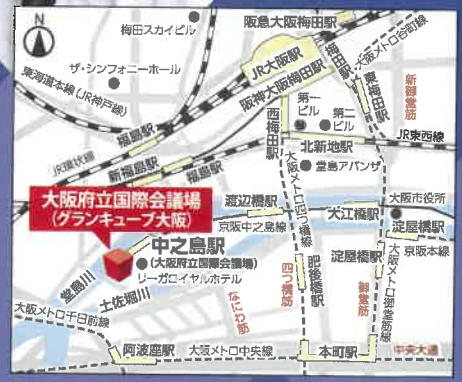 阪急大阪梅田駅
梅田スカイビル
大阪メトロ谷町線
梅田駅
JR大阪駅
ザ・シンフォニーホール
東海道本線(JR神戸線)
阪神大阪梅田駅
東梅田駅
新御堂筋
第一ビル
第二ビル
西梅田駅
福島駅
北新地駅
JR東西線
JR環状線
新福島駅
福島駅
堂島アバンザ
大阪府立国際会議場
(グランキューブ大阪)
渡辺橋駅
大江橋駅
大阪市役所
京阪中之島線
大阪メトロ四つ橋線
淀屋橋駅
中之島駅
(大阪府立国際会議場)
リーガロイヤルホテル
肥後橋駅
淀屋橋駅
京阪本線
堂島川
土佐堀川
なにわ筋
四つ橋筋
御堂筋
大阪メトロ御堂筋線
大阪メトロ千日前線
阿波座駅
大阪メトロ中央線
本町駅
中央大通
N